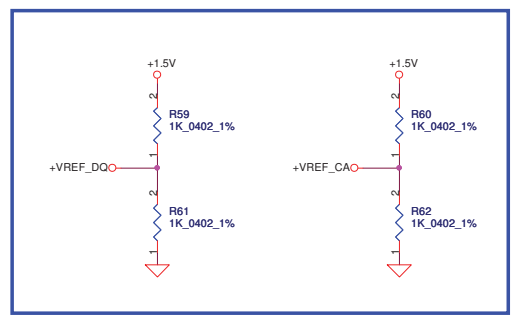 +1.5V
2
R59
1K_0402_1%
1
+VREF_DQ
2
R61
1K_0402_1%
1
+1.5V
2
R60
1K_0402_1%
1
+VREF_CA
2
R62
1K_0402_1%
1